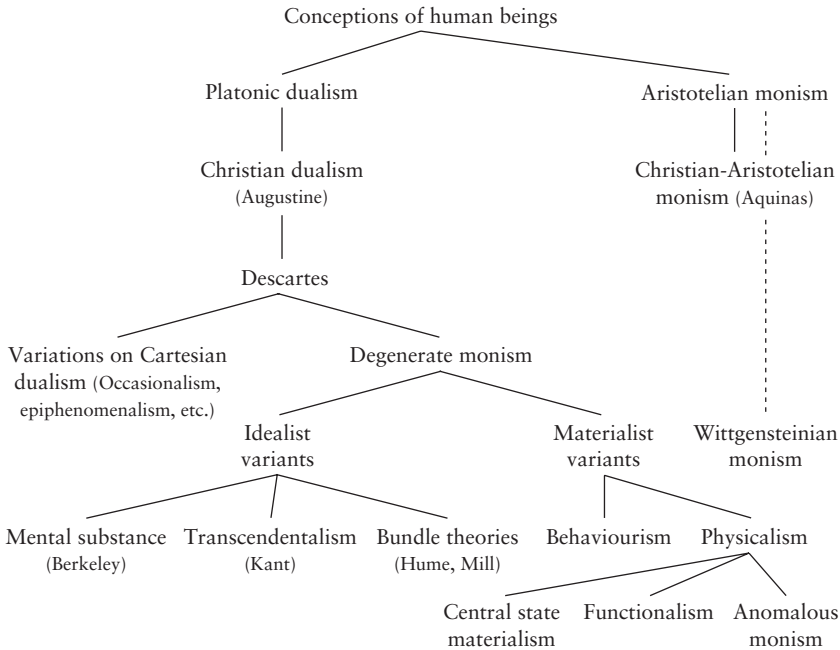 Conceptions of human beings
Platonic dualism
Aristotelian monism
Christian dualism
(Augustine)
Christian-Aristotelian
monism (Aquinas)
Descartes
Variations on Cartesian
dualism (Occasionalism,
epiphenomenalism, etc.)
Degenerate monism
Idealist
variants
Materialist
variants
Wittgensteinian
monism
Mental substance
(Berkeley)
Transcendentalism
(Kant)
Bundle theories
(Hume, Mill)
Behaviourism
Physicalism
Central state
materialism
Functionalism
Anomalous
monism